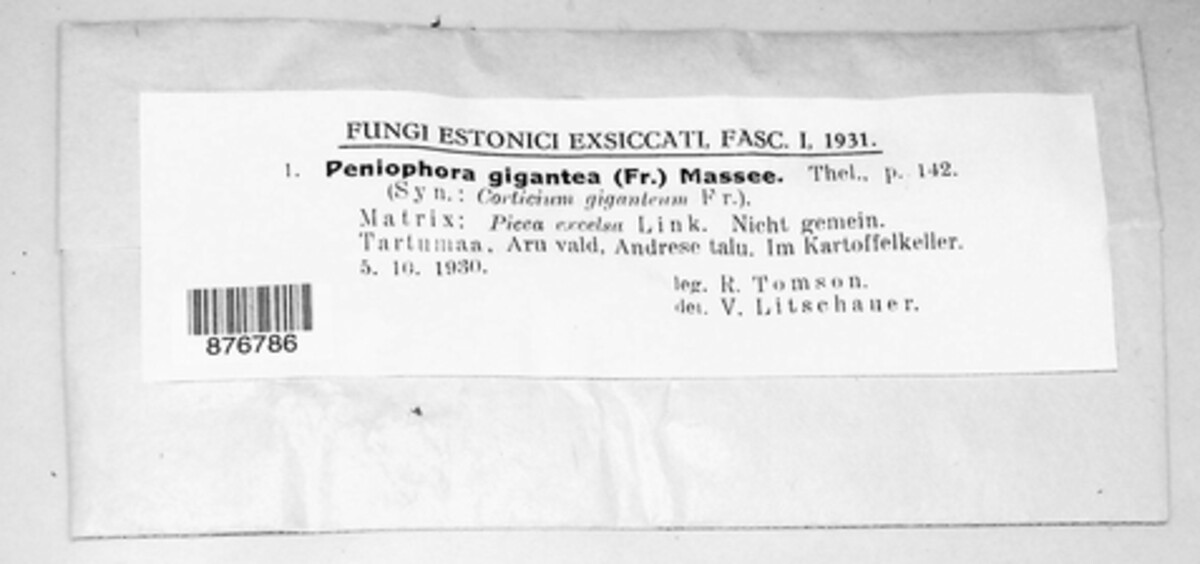 FUNGI ESTONICI EXSICCATI, FASC. I, 1931.
1. Peniophora gigantea (Fr.) Massee. Thel., p. 142.
(Syn.: Corticium giganteum Fr.).
Matrix: Picea excelsa Link. Nicht gemein.
Tartumaa. Aru vald, Andrese talu. Im Kartoffelkeller.
5. 10. 1930.
leg. R. Tomson.
det. V. Litschauer.
876786